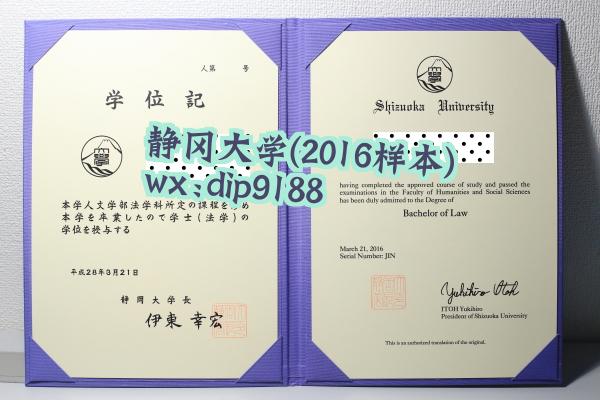 人第 号
学位記
本学人文学部法学科所定の課程を
め
本学を卒業したので学士(法学)の
学位を授与する
平成28年3月21日
静岡大学長
伊東幸宏
静冈大学(2016样本)
wx:dip9188
Shizuoka University
having completed the approved course of study and passed the
examinations in the Faculty of Humanities and Social Sciences
has been duly admitted to the Degree of
Bachelor of Law
March 21, 2016
Serial Number: JIN
Yukihiro Itoh
ITOH Yukihiro
President of Shizuoka University
This is an authorized translation of the original.